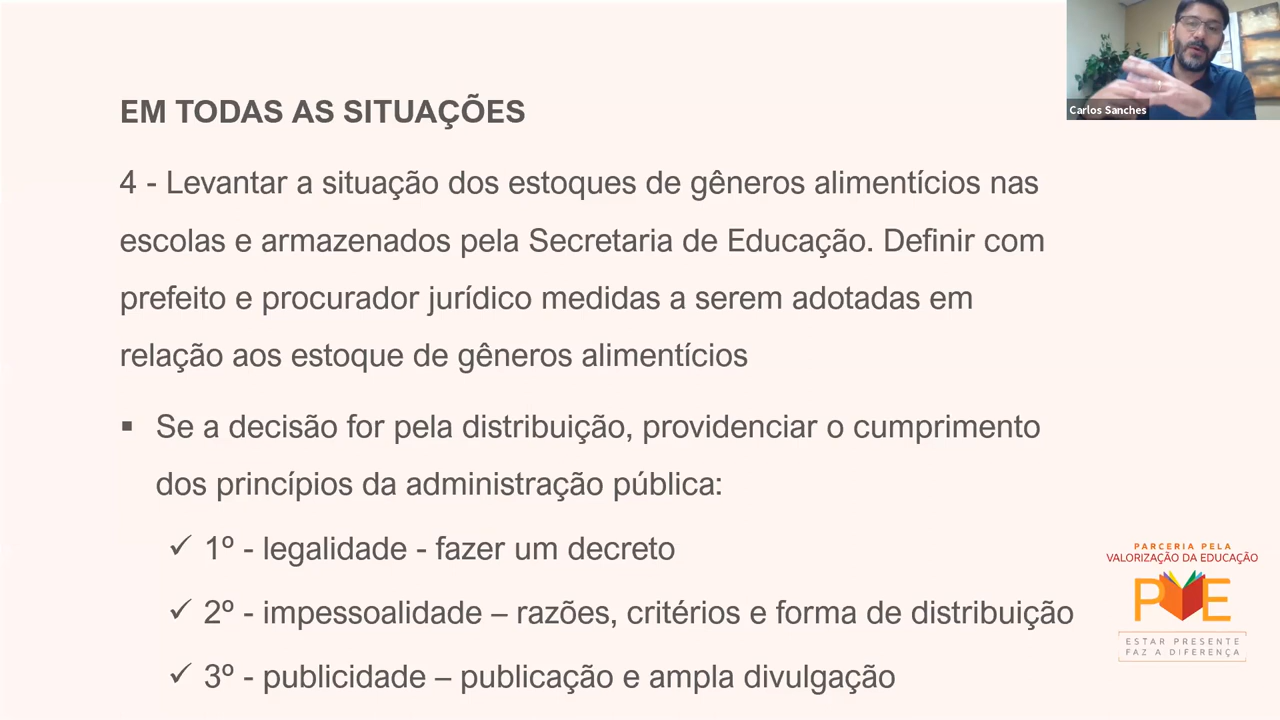 EM TODAS AS SITUAÇÕES
4 - Levantar a situação dos estoques de gêneros alimentícios nas
escolas e armazenados pela Secretaria de Educação. Definir com
prefeito e procurador jurídico medidas a serem adotadas em
relação aos estoque de gêneros alimentícios
▪ Se a decisão for pela distribuição, providenciar o cumprimento
dos princípios da administração pública:
✓ 1º - legalidade - fazer um decreto
✓ 2º - impessoalidade – razões, critérios e forma de distribuição
✓ 3º - publicidade – publicação e ampla divulgação
Carlos Sanches
PARCERIA PELA
VALORIZAÇÃO DA EDUCAÇÃO
PVE
ESTAR PRESENTE
FAZ A DIFERENÇA